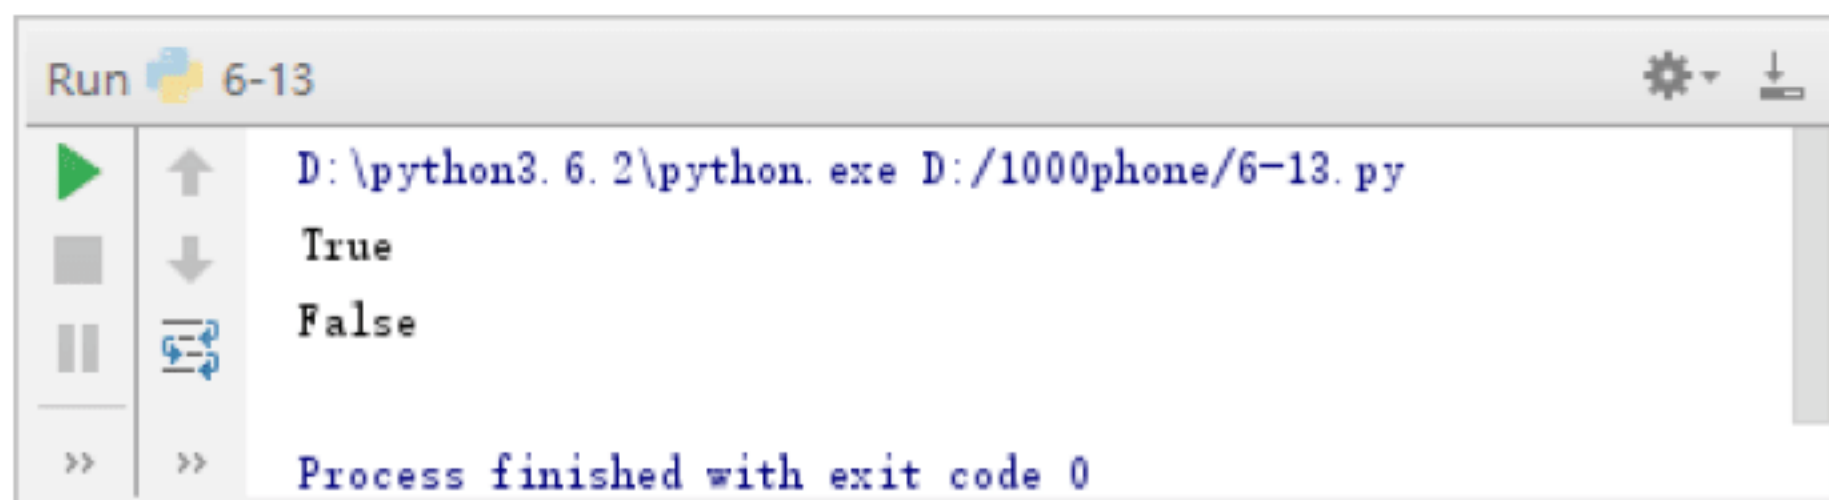 Run 6-13
D:\python3.6.2\python.exe D:/1000phone/6-13.py
True
False
Process finished with exit code 0